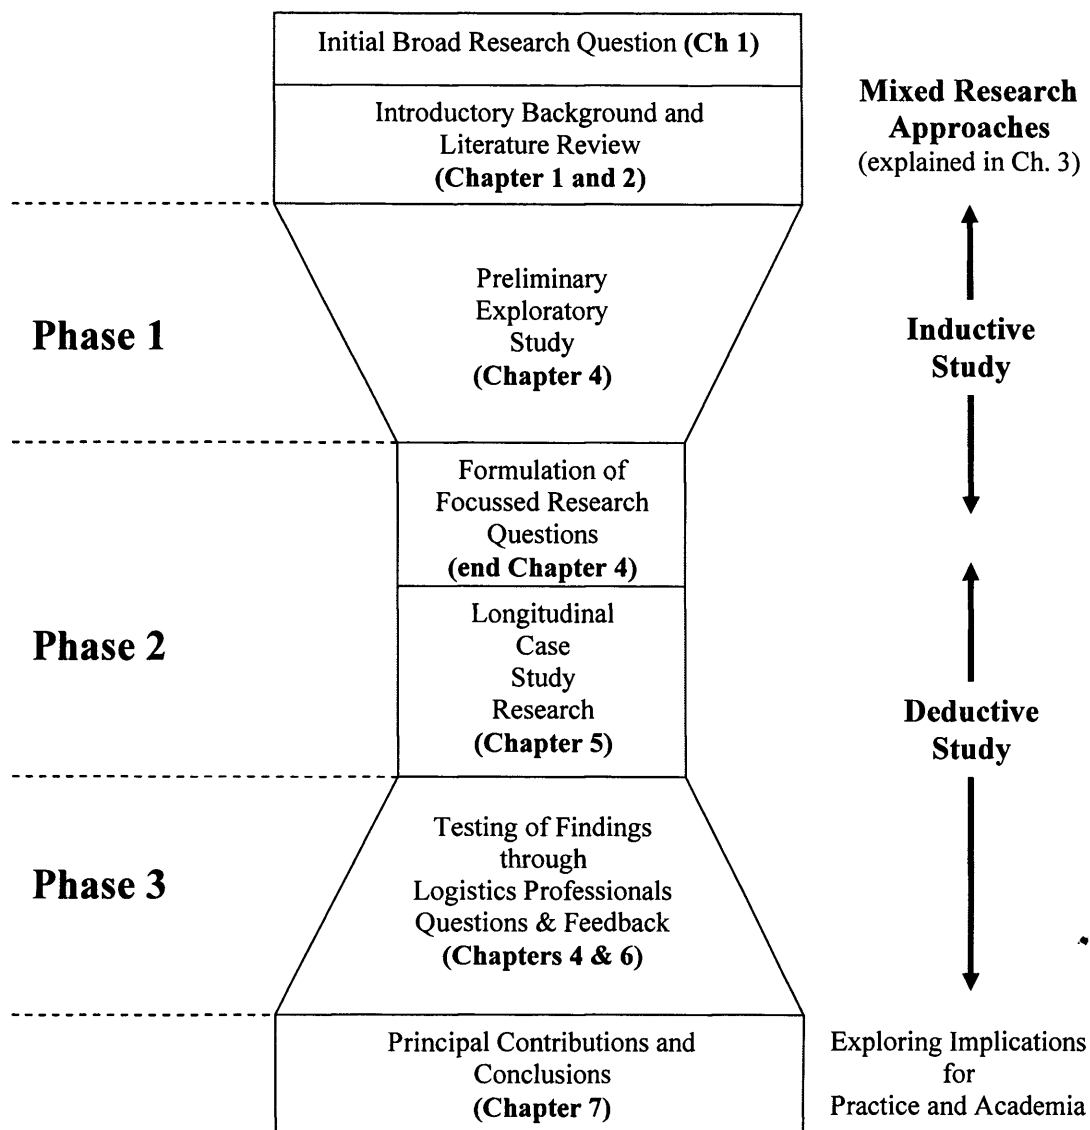 Initial Broad Research Question (Ch 1)
Introductory Background and
Literature Review
(Chapter 1 and 2)
Mixed Research
Approaches
(explained in Ch. 3)
Phase 1
Preliminary
Exploratory
Study
(Chapter 4)
Inductive
Study
Phase 2
Formulation of
Focussed Research
Questions
(end Chapter 4)
Longitudinal
Case
Study
Research
(Chapter 5)
Deductive
Study
Phase 3
Testing of Findings
through
Logistics Professionals
Questions & Feedback
(Chapters 4 & 6)
Principal Contributions and
Conclusions
(Chapter 7)
Exploring Implications
for
Practice and Academia